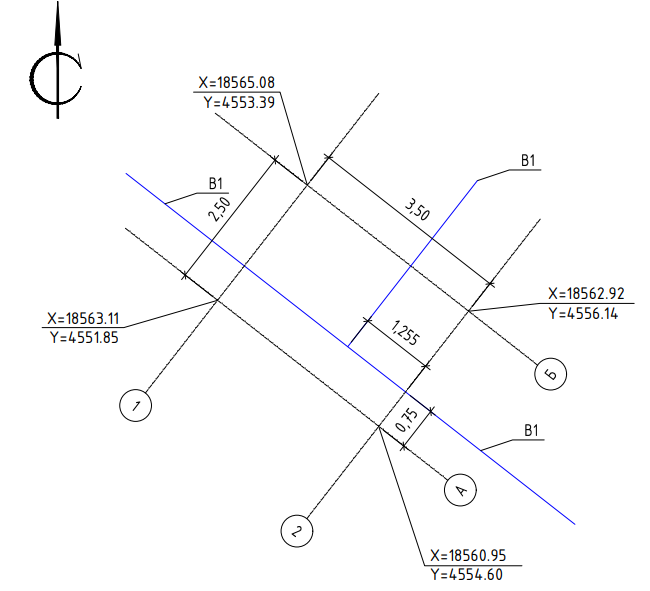 X=18565.08
Y=4553.39
В1
В1
2,50
3,50
X=18562.92
Y=4556.14
X=18563.11
Y=4551.85
1,255
Б
1
0,75
В1
А
2
X=18560.95
Y=4554.60